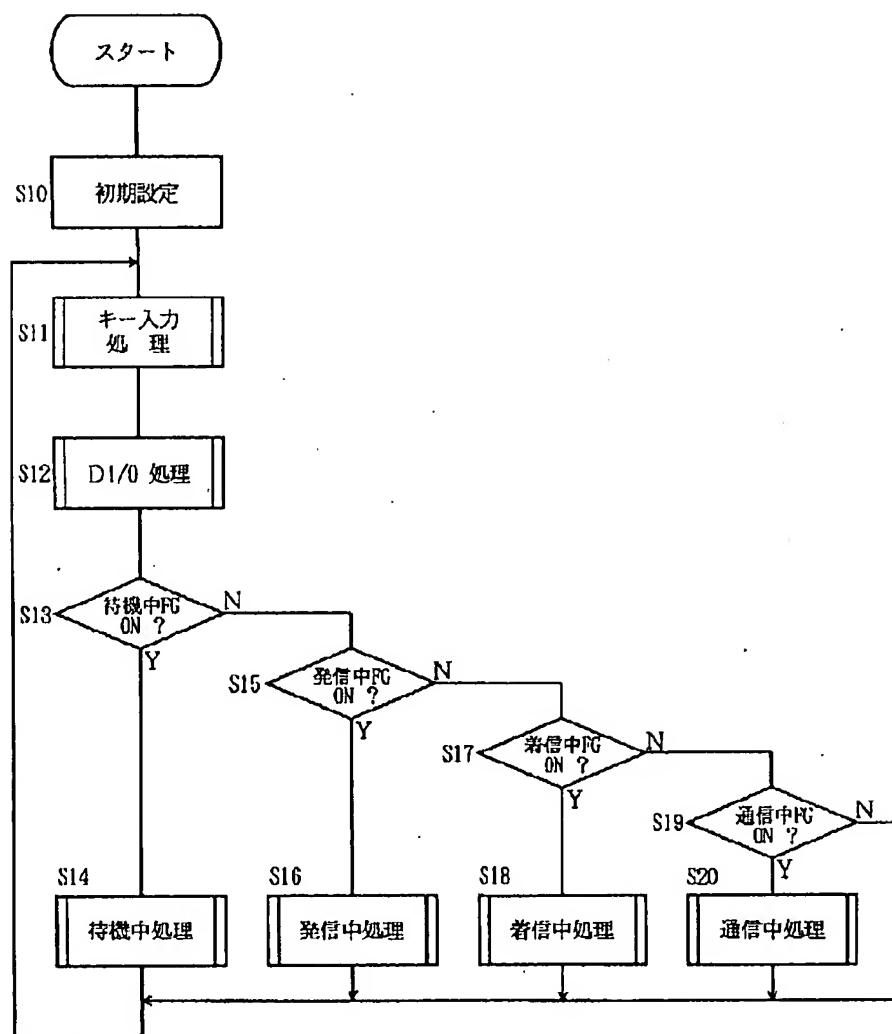 スタート
S10
初期設定
S11
キー入力
処 理
S12
D1/0 処理
S13
待機中FG
ON ?
N
Y
S15
発信中FG
ON ?
N
Y
S17
着信中FG
ON ?
N
Y
S19
通信中FG
ON ?
N
Y
S14
待機中処理
S16
発信中処理
S18
着信中処理
S20
通信中処理